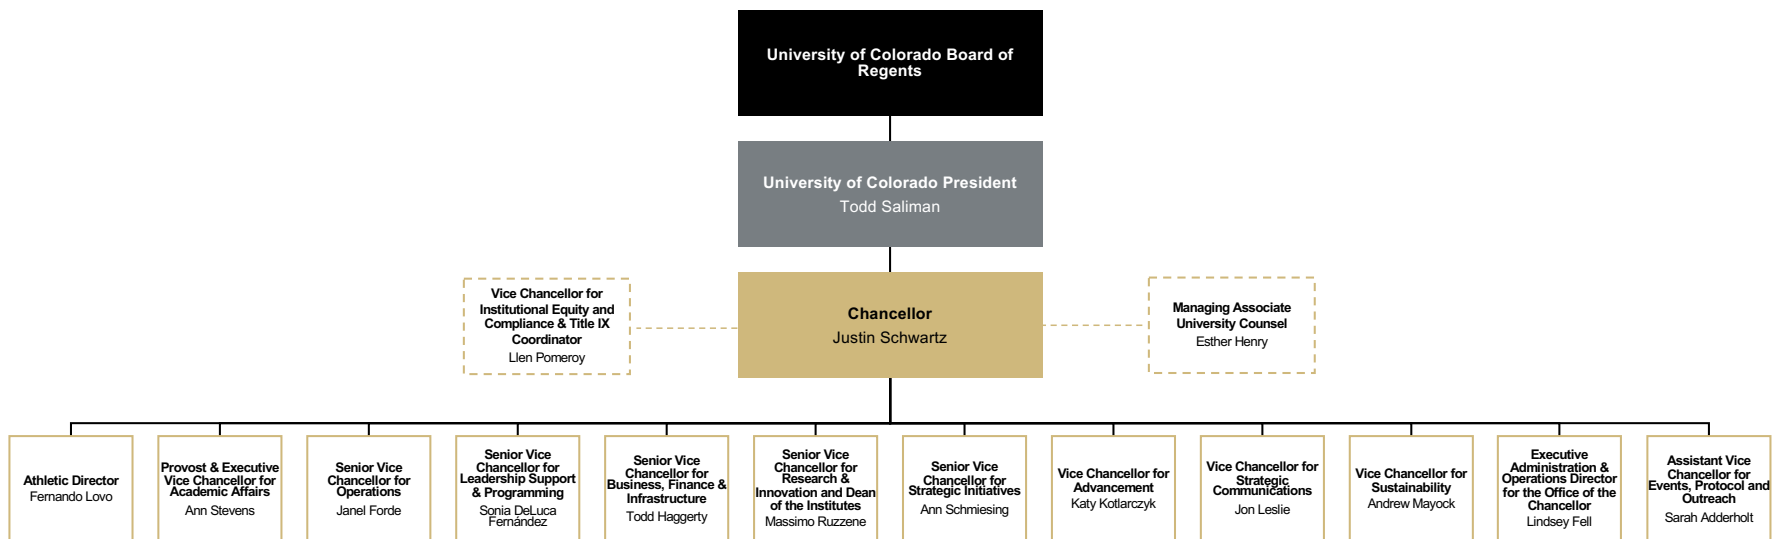 University of Colorado Board of
Regents
University of Colorado President
Todd Saliman
Vice Chancellor for
Institutional Equity and
Compliance & Title IX
Coordinator
Llen Pomeroy
Chancellor
Justin Schwartz
Managing Associate
University Counsel
Esther Henry
Athletic Director
Fernando Lovo
Provost & Executive
Vice Chancellor for
Academic Affairs
Ann Stevens
Senior Vice
Chancellor for
Operations
Janel Forde
Senior Vice
Chancellor for
Leadership Support
& Programming
Sonia DeLuca
Fernández
Senior Vice
Chancellor for
Business, Finance &
Infrastructure
Todd Haggerty
Senior Vice
Chancellor for
Research &
Innovation and Dean
of the Institutes
Massimo Ruzzene
Senior Vice
Chancellor for
Strategic Initiatives
Ann Schmiesing
Vice Chancellor for
Advancement
Katy Kotlarczyk
Vice Chancellor for
Strategic
Communications
Jon Leslie
Vice Chancellor for
Sustainability
Andrew Mayock
Executive
Administration &
Operations Director
for the Office of the
Chancellor
Lindsey Fell
Assistant Vice
Chancellor for
Events, Protocol and
Outreach
Sarah Adderholt